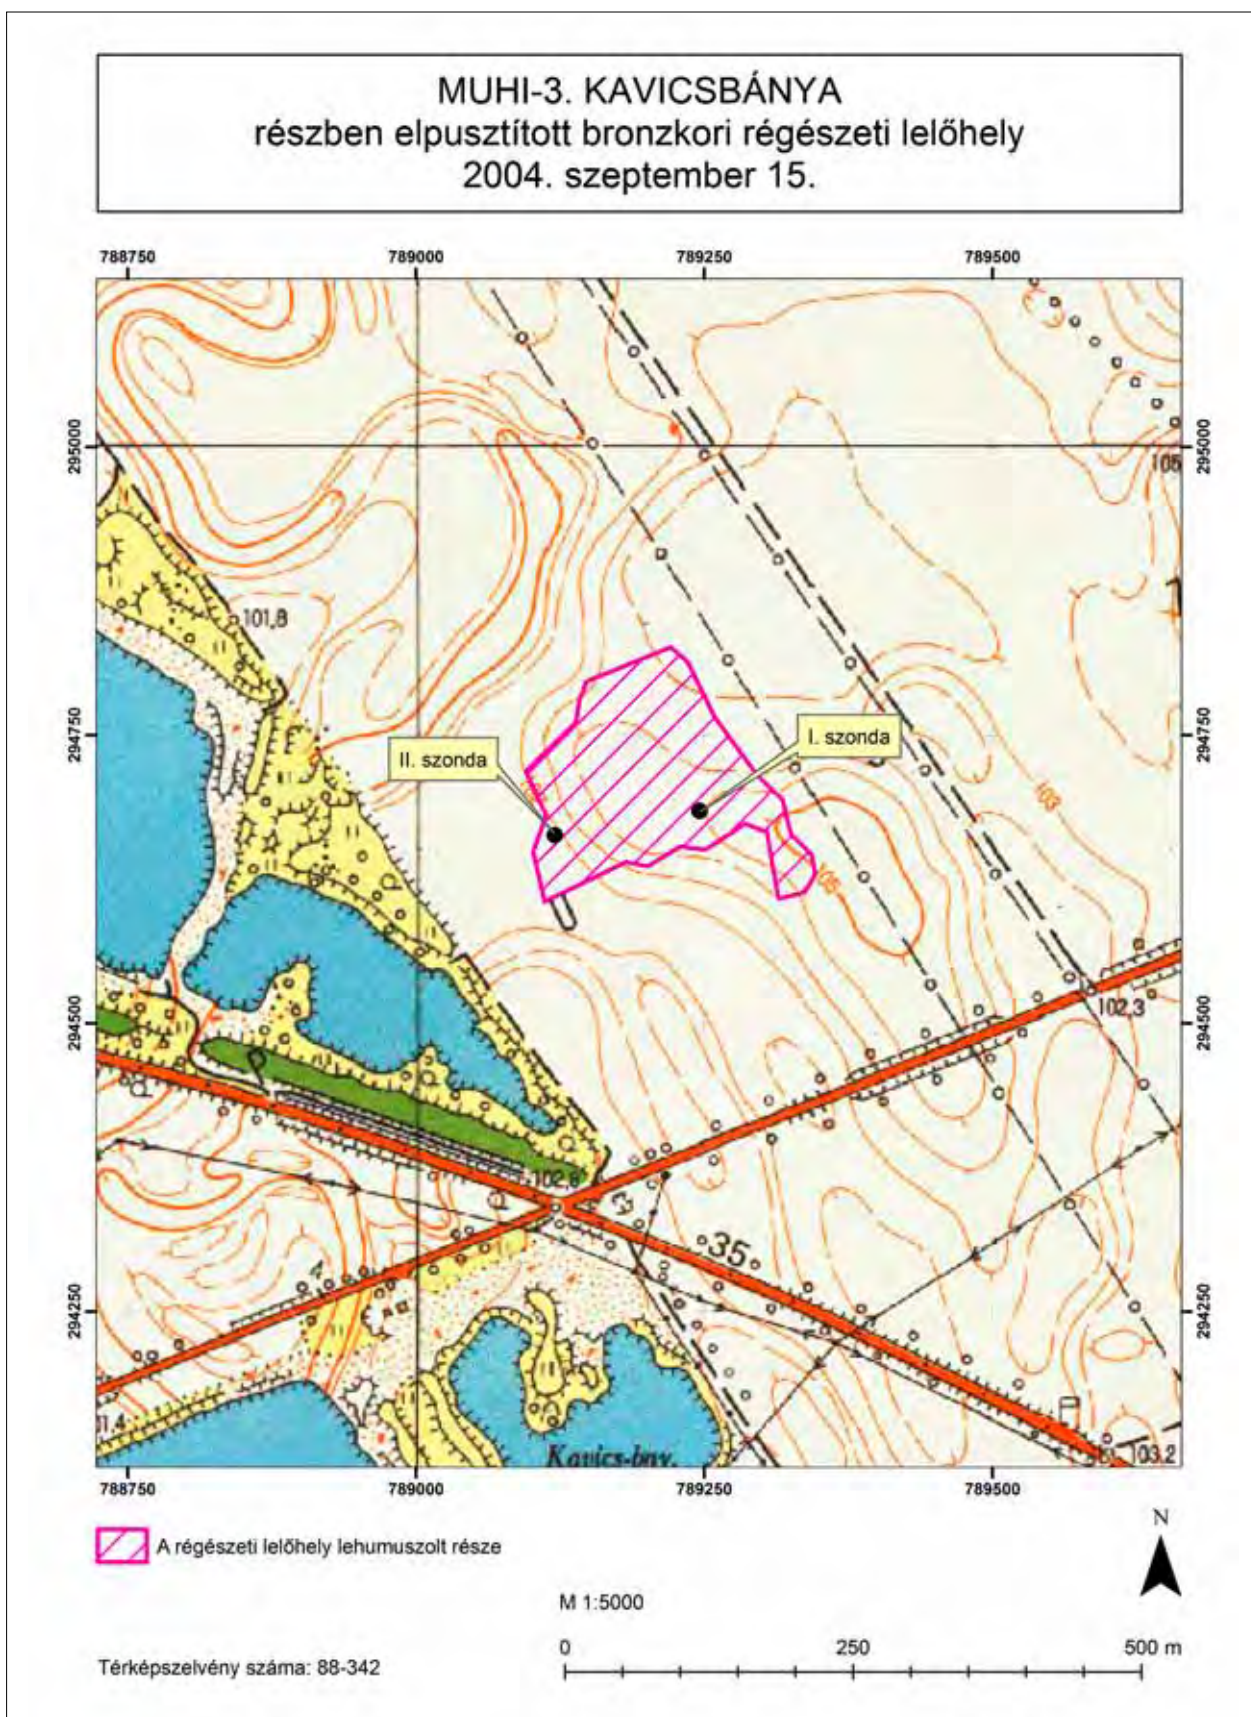 MUHI-3. KAVICSBÁNYA
részben elpusztított bronzkori régészeti lelőhely
2004. szeptember 15.
788750 789000 789250 789500
295000 295000
105
101,8
294750 294750
I. szonda
II. szonda
103
105
294500 294500
102,3
102,8
35
4
294250 294250
Kavics-bny.
103,2
788750 789000 789250 789500
A régészeti lelőhely lehumuszolt része
N
M 1:5000
0 250 500 m
Térképszelvény száma: 88-342